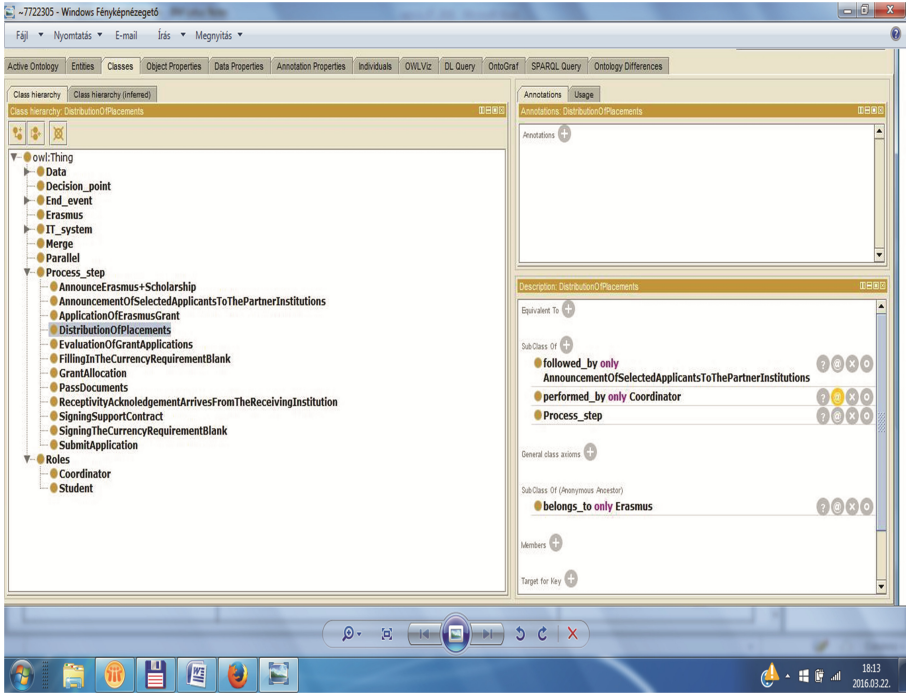 ~7722305 - Windows Fényképnézegető
Fájl Nyomtatás E-mail Írás Megnyitás
Active Ontology Entities Classes Object Properties Data Properties Annotation Properties Individuals OWLViz DL Query OntoGraf SPARQL Query Ontology Differences
Class hierarchy Class hierarchy (inferred)
Class hierarchy: DistributionOfPlacements
owl:Thing
Data
Decision_point
End_event
Erasmus
IT_system
Merge
Parallel
Process_step
AnnounceErasmus+Scholarship
AnnouncementOfSelectedApplicantsToThePartnerInstitutions
ApplicationOfErasmusGrant
DistributionOfPlacements
EvaluationOfGrantApplications
FillingInTheCurrencyRequirementBlank
GrantAllocation
PassDocuments
ReceptivityAcknoledgementArrivesFromTheReceivingInstitution
SigningSupportContract
SigningTheCurrencyRequirementBlank
SubmitApplication
Roles
Coordinator
Student
Annotations Usage
Annotations: DistributionOfPlacements
Annotations
Description: DistributionOfPlacements
Equivalent To
SubClass Of
followed_by only
AnnouncementOfSelectedApplicantsToThePartnerInstitutions
performed_by only Coordinator
Process_step
General class axioms
SubClass Of (Anonymous Ancestor)
belongs_to only Erasmus
Members
Target for Key
18:13
2016.03.22.